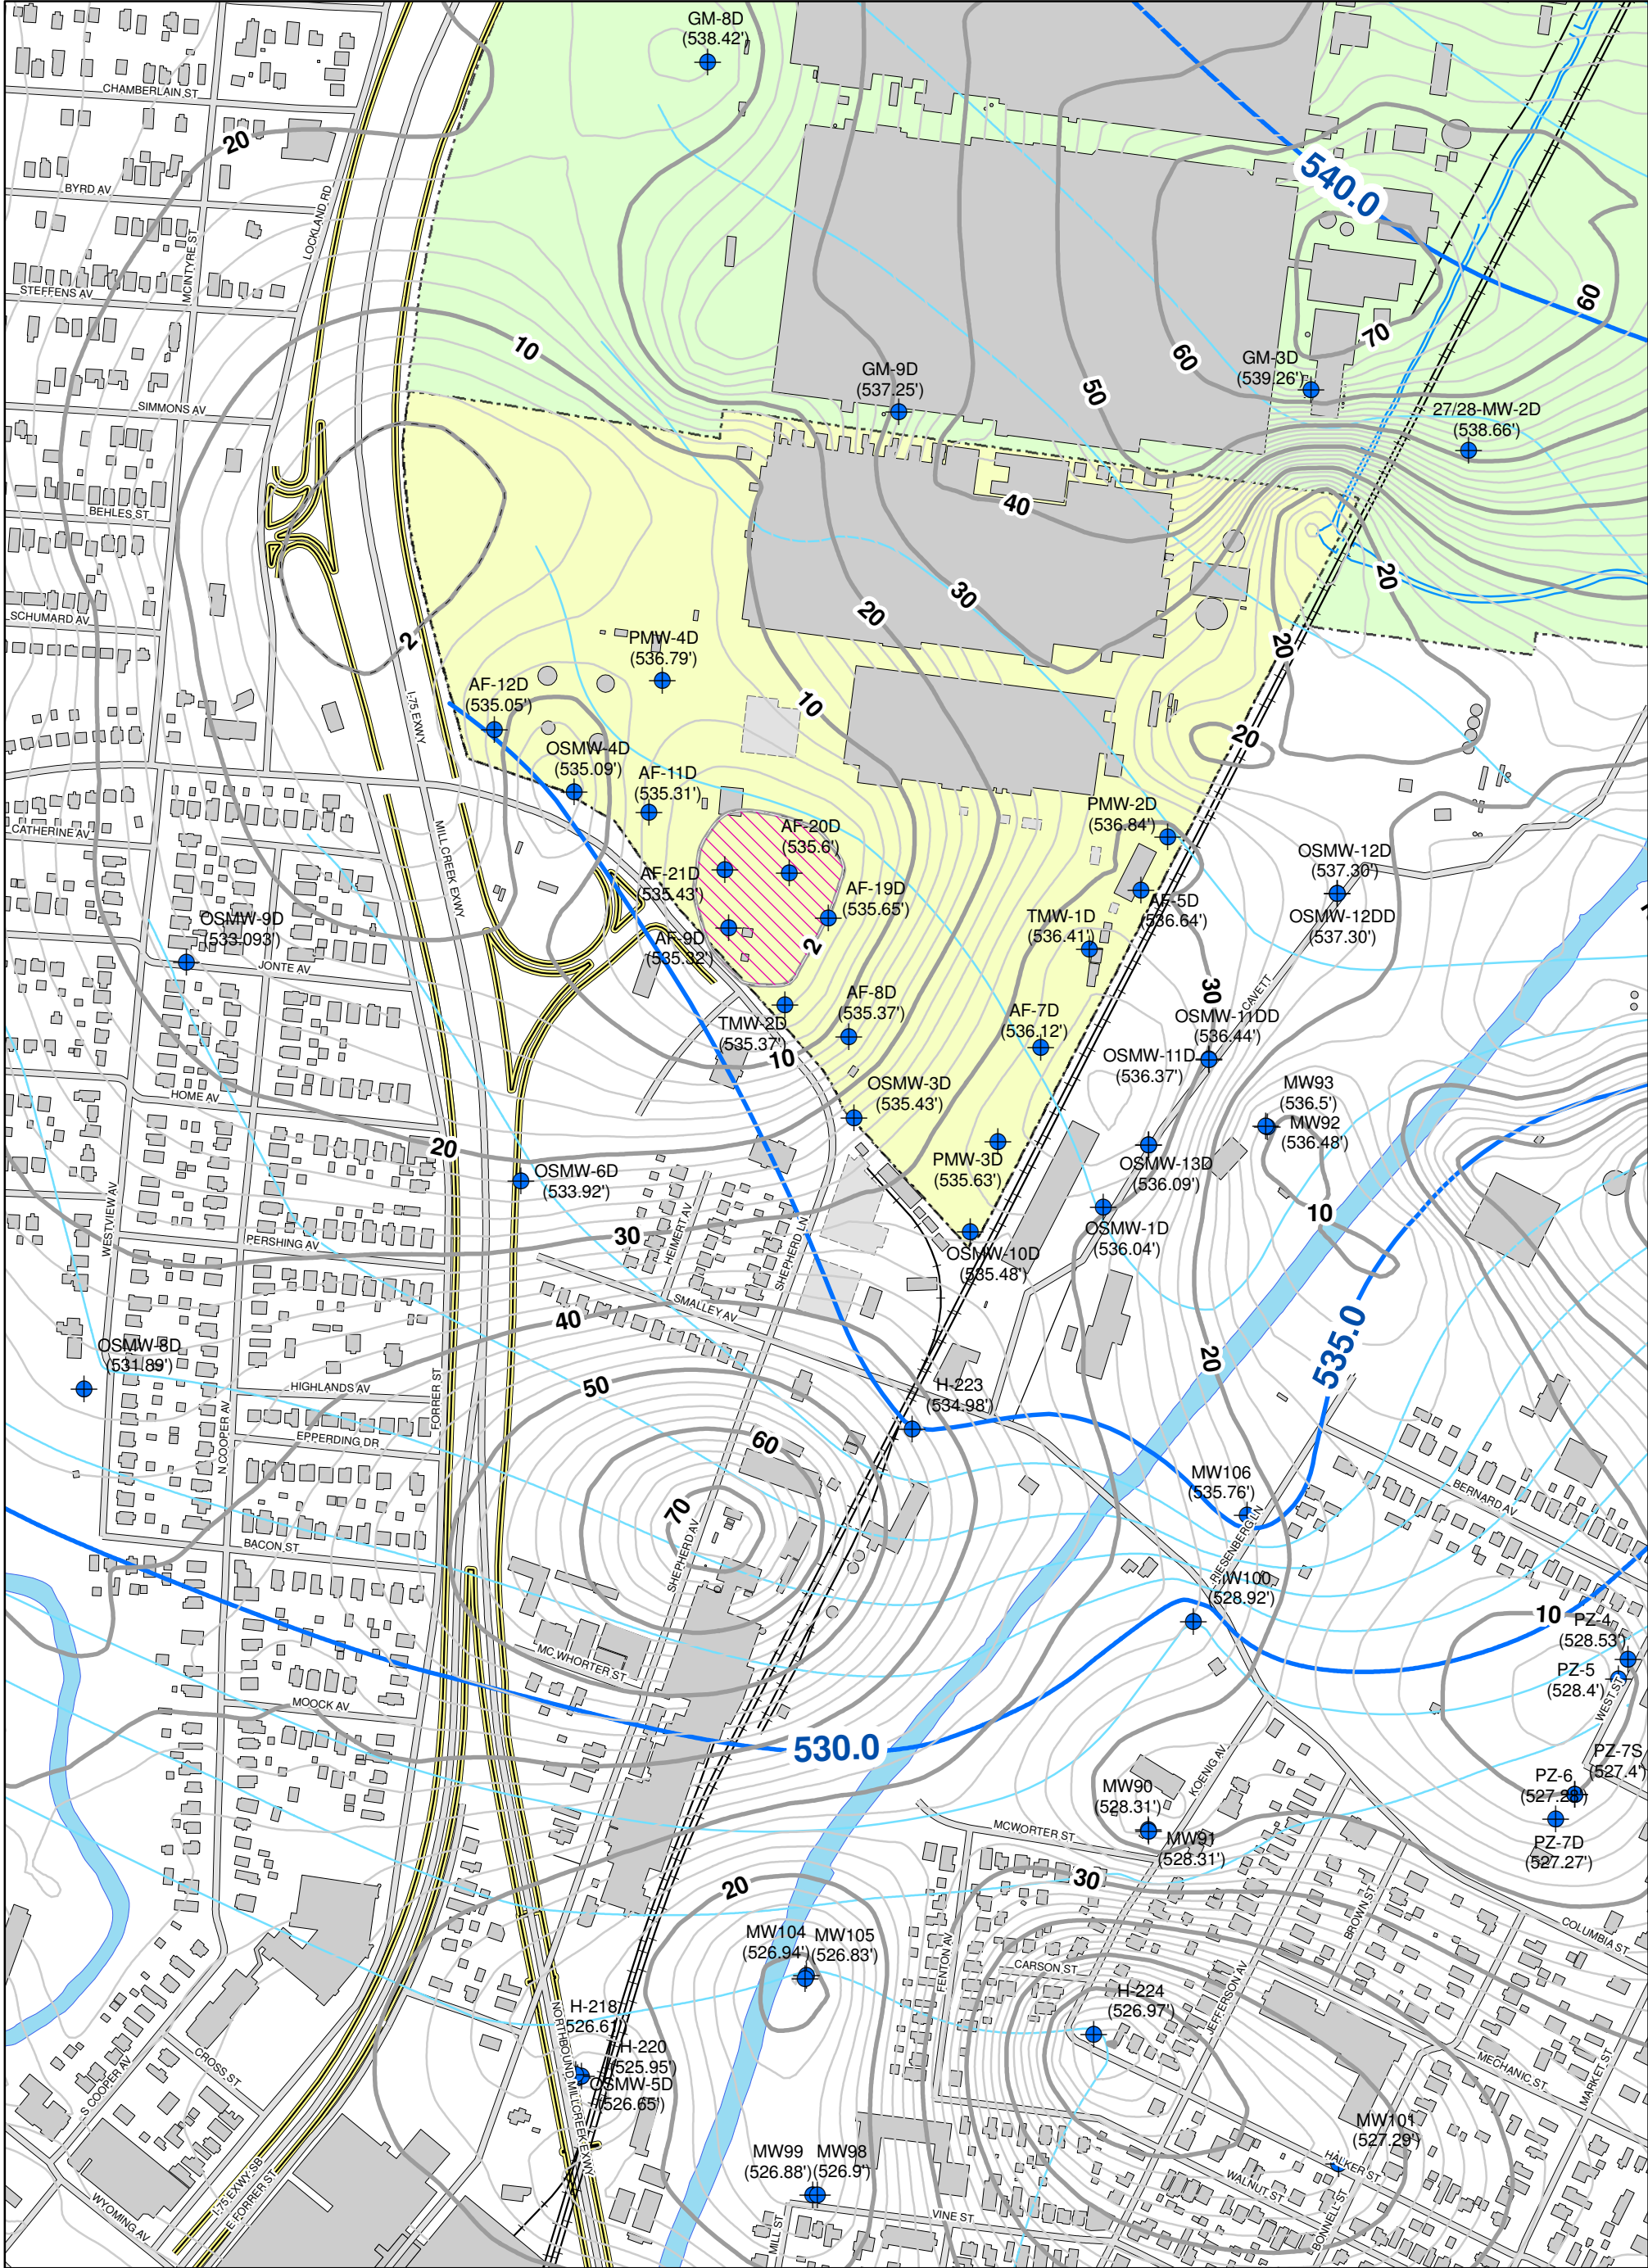 GM-8D
(538.42')
CHAMBERLAIN ST
20
540.0
BYRD AV
LOCKLAND RD
MCINTYRE ST
STEFFENS AV
60
70
10
60
GM-3D
(539.26')
GM-9D
(537.25')
50
SIMMONS AV
27/28-MW-2D
(538.66')
40
BEHLES ST
20
30
20
SCHUMARD AV
2
20
PMW-4D
(536.79')
AF-12D
(535.05')
I-75 EXWY
10
20
OSMW-4D
(535.09')
AF-11D
(535.31')
PMW-2D
(536.84')
CATHERINE AV
MILL CREEK EXWY
AF-20D
(535.6')
OSMW-12D
(537.30')
AF-21D
(535.43')
AF-19D
(535.65')
AF-5D
(536.64')
OSMW-12DD
(537.30')
OSMW-9D
(533.093')
TMW-1D
(536.41')
2
AF-9D
(535.32')
JONTE AV
30
CAVETT
AF-8D
(535.37')
AF-7D
(536.12')
OSMW-11DD
(536.44')
TMW-2D
(535.37')
10
OSMW-11D
(536.37')
HOME AV
OSMW-3D
(535.43')
MW93
(536.5')
MW92
(536.48')
20
PMW-3D
(535.63')
OSMW-6D
(533.92')
OSMW-13D
(536.09')
WESTVIEW AV
10
30
HEIMERT AV
SHEPHERD LN
PERSHING AV
OSMW-1D
(536.04')
OSMW-10D
(535.48')
SMALLEY AV
40
535.0
OSMW-8D
(531.89')
20
50
HIGHLANDS AV
H-223
(534.98')
FORRER ST
N COOPER AV
EPPERDING DR
60
MW106
(535.76')
BERNARD AV
70
RIESENBERG LN
BACON ST
SHEPHERD AV
W100
(528.92')
10
PZ-4
(528.53')
MC WHORTER ST
PZ-5
(528.4')
WEST ST
MOOCK AV
530.0
PZ-7S
(527.4')
KOENIG AV
PZ-6
MW90
(528.31')
MCWORTER ST
MW91
(528.31')
PZ-7D
(527.27')
20
30
BROWN ST
COLUMBIA ST
MW104
(526.94')
MW105
(526.83')
FENTON AV
CARSON ST
H-224
(526.97')
JEFFERSON AV
H-218
526.61')
H-220
(525.95')
OSMW-5D
(526.65')
NORTHBOUND MILLCREEK EXWY
CROSS ST
S COOPER AV
MECHANIC ST
MARKET ST
MW101
(527.29')
MW99
(526.88')
MW98
(526.9')
HALKER ST
WALNUT ST
I-75 EXWY SB
E FORRER ST
WYOMING AV
VINE ST
MILL ST
BONNELL ST